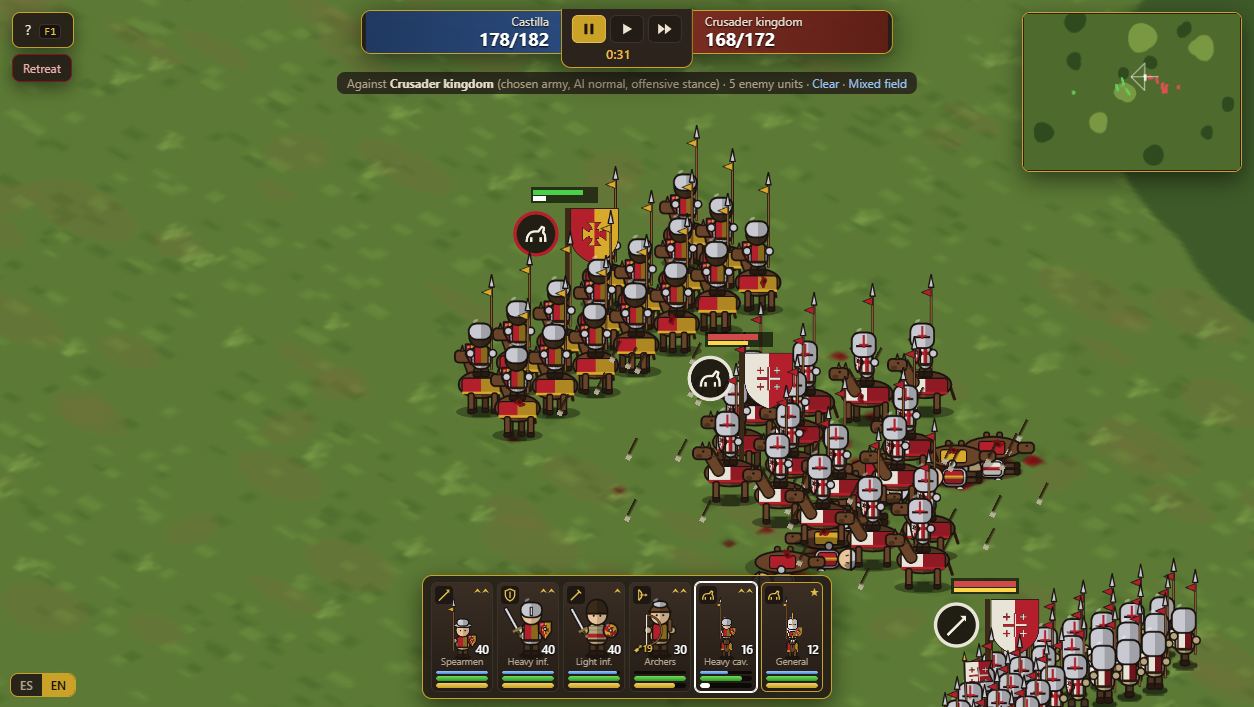 ? F1
Retreat
Castilla
178/182
0:31
Crusader kingdom
168/172
Against Crusader kingdom (chosen army, AI normal, offensive stance) · 5 enemy units · Clear · Mixed field
40
Spearmen
40
Heavy inf.
40
Light inf.
19
30
Archers
16
Heavy cav.
12
General
ES EN